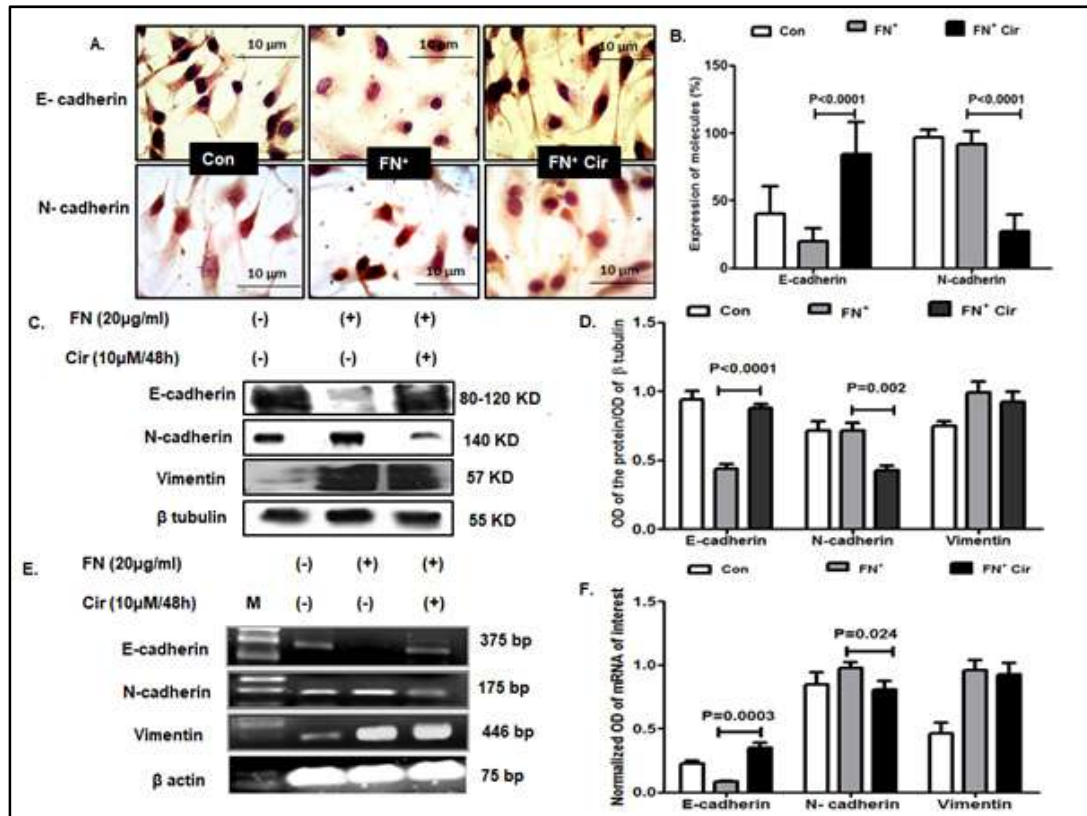 A.
10 µm 10 µm 10 µm
E- cadherin
Con FN⁺ FN⁺ Cir
N- cadherin
10 µm 10 µm 10 µm
B.
Con FN⁺ FN⁺ Cir
P<0.0001 P<0.0001
Expression of molecules (%)
150
100
50
0
E-cadherin N-cadherin
C.
FN (20µg/ml) (-) (+) (+)
Cir (10µM/48h) (-) (-) (+)
E-cadherin 80-120 KD
N-cadherin 140 KD
Vimentin 57 KD
β tubulin 55 KD
D.
Con FN⁺ FN⁺ Cir
P<0.0001
P=0.002
OD of the protein/OD of β tubulin
1.5
1.0
0.5
0.0
E-cadherin N-cadherin Vimentin
E.
FN (20µg/ml) (-) (+) (+)
Cir (10µM/48h) M (-) (-) (+)
E-cadherin 375 bp
N-cadherin 175 bp
Vimentin 446 bp
β actin 75 bp
F.
Con FN⁺ FN⁺ Cir
P=0.024
P=0.0003
Normalized OD of mRNA of interest
1.5
1.0
0.5
0.0
E-cadherin N- cadherin Vimentin